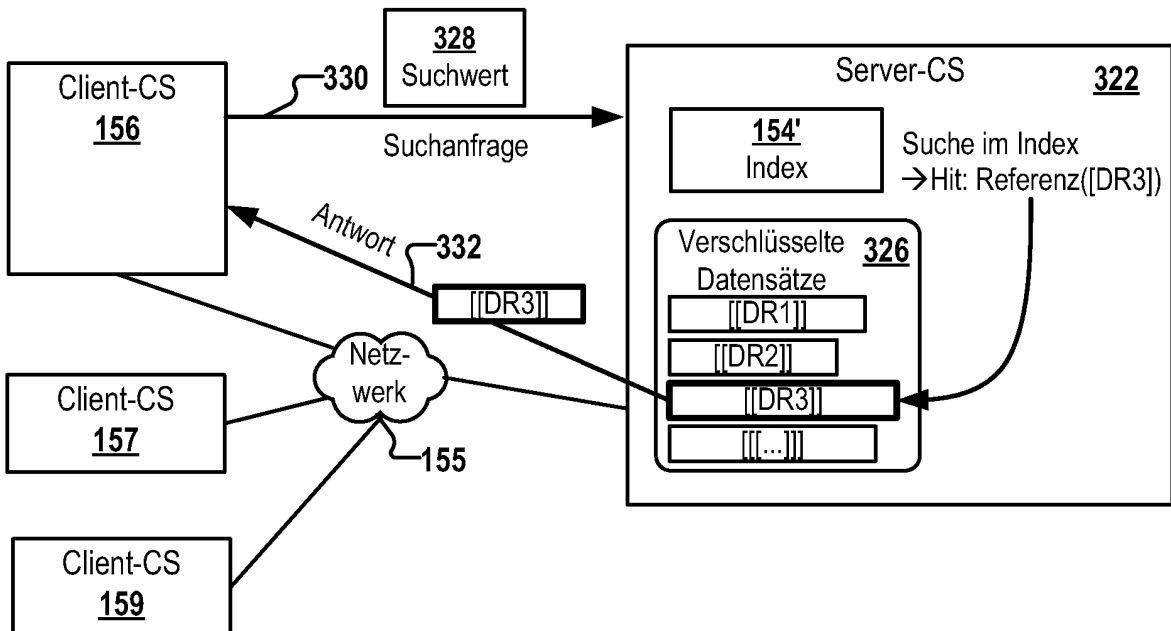 328
Suchwert
330
Suchanfrage
Client-CS
156
Antwort
332
[[DR3]]
Netz-
werk
155
Client-CS
157
Client-CS
159
Server-CS
322
154'
Index
Suche im Index
→Hit: Referenz([DR3])
Verschlüsselte
Datensätze
326
[[DR1]]
[[DR2]]
[[DR3]]
[[[...]]]